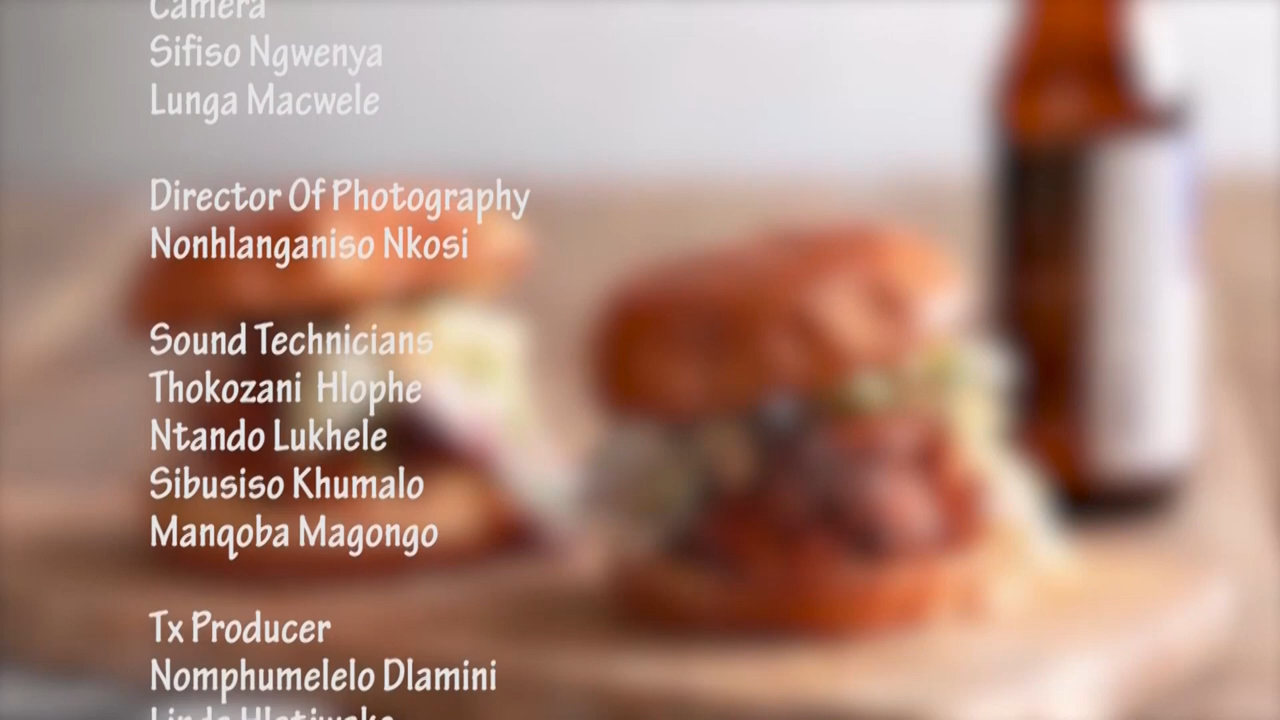 Camera
Sifiso Ngwenya
Lunga Macwele
Director Of Photography
Nonhlanganiso Nkosi
Sound Technicians
Thokozani Hlophe
Ntando Lukhele
Sibusiso Khumalo
Manqoba Magongo
Tx Producer
Nomphumelelo Dlamini